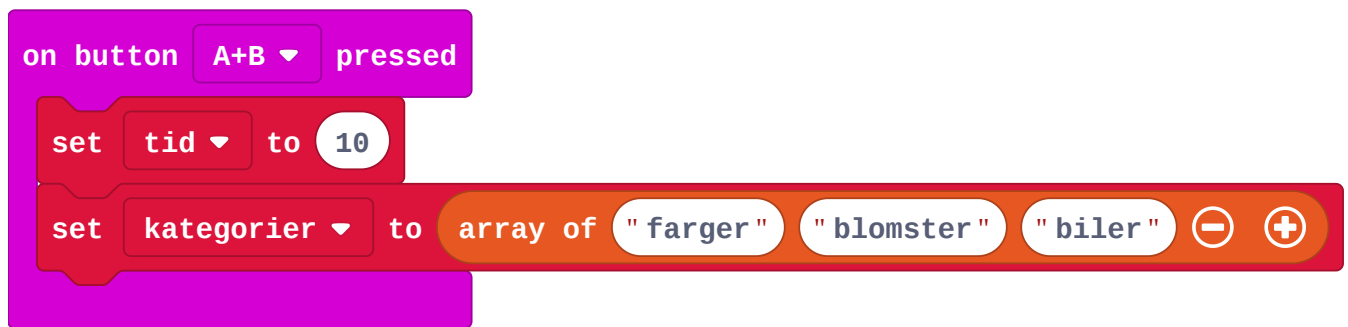 on button A+B pressed
set tid to 10
set kategorier to array of "farger" "blomster" "biler"